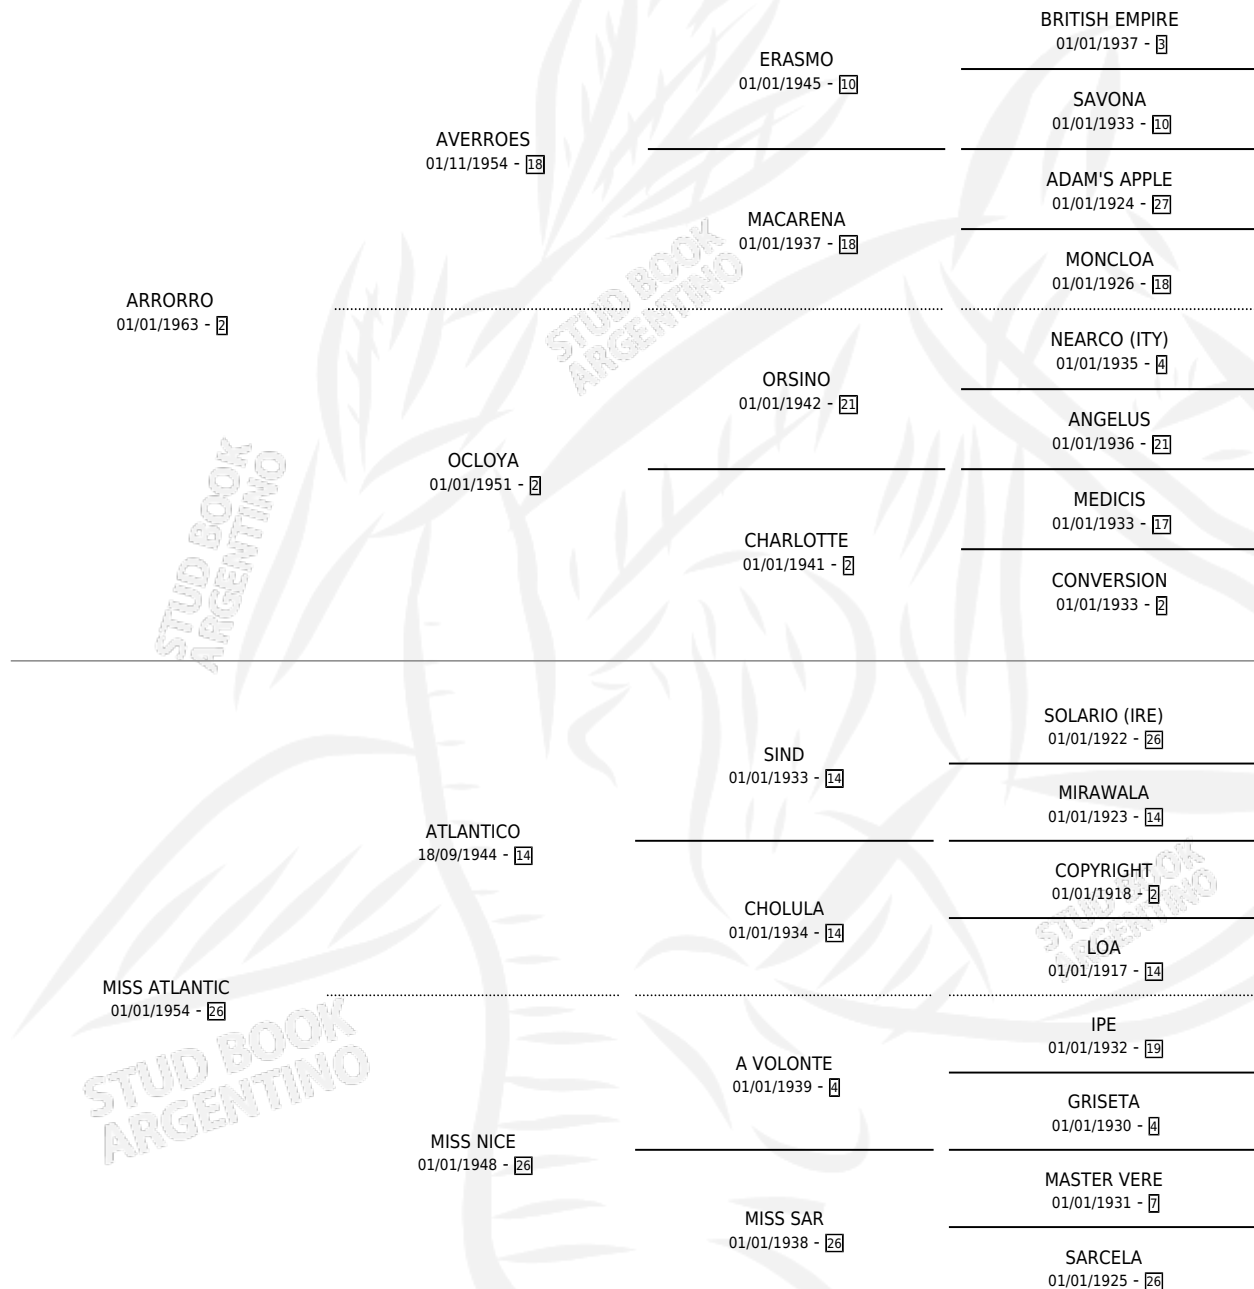 BRITISH EMPIRE
01/01/1937 - 3
ERASMO
01/01/1945 - 10
SAVONA
01/01/1933 - 10
AVERROES
01/11/1954 - 18
ADAM'S APPLE
01/01/1924 - 27
MACARENA
01/01/1937 - 18
MONCLOA
01/01/1926 - 18
ARRORRO
01/01/1963 - 2
NEARCO (ITY)
01/01/1935 - 4
ORSINO
01/01/1942 - 21
ANGELUS
01/01/1936 - 21
OCLOYA
01/01/1951 - 2
MEDICIS
01/01/1933 - 17
CHARLOTTE
01/01/1941 - 2
CONVERSION
01/01/1933 - 2
SOLARIO (IRE)
01/01/1922 - 26
SIND
01/01/1933 - 14
MIRAWALA
01/01/1923 - 14
ATLANTICO
18/09/1944 - 14
COPYRIGHT
01/01/1918 - 2
CHOLULA
01/01/1934 - 14
LOA
01/01/1917 - 14
MISS ATLANTIC
01/01/1954 - 26
IPE
01/01/1932 - 19
A VOLONTE
01/01/1939 - 4
GRISETA
01/01/1930 - 4
MISS NICE
01/01/1948 - 26
MASTER VERE
01/01/1931 - 7
MISS SAR
01/01/1938 - 26
SARCELA
01/01/1925 - 26
STUD BOOK
ARGENTINO
STUD BOOK
ARGENTINO
STUD BOOK
ARGENTINO
STUD BOOK
ARGENTINO